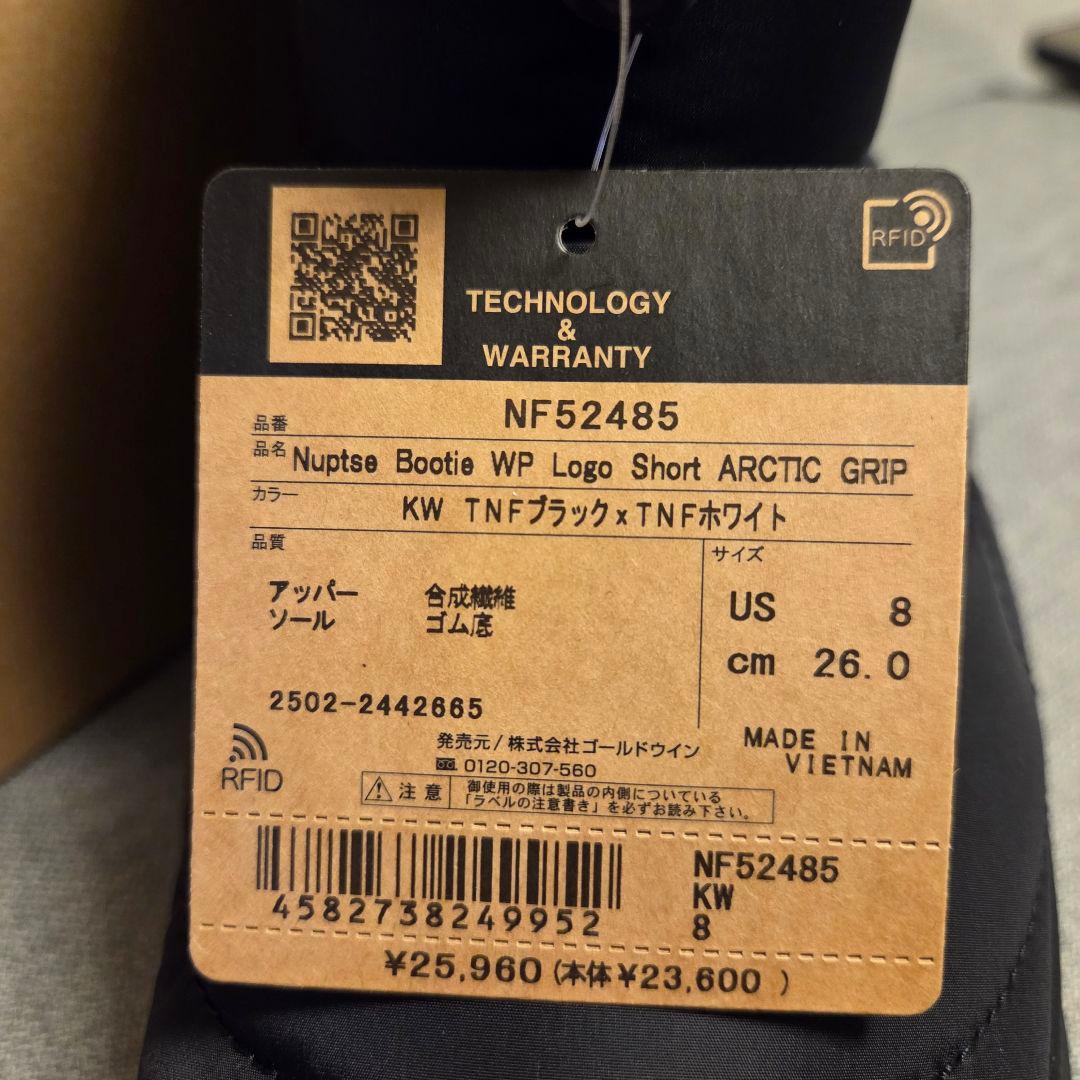 RFID
TECHNOLOGY
&
WARRANTY
品番 NF52485
品名 Nuptse Bootie WP Logo Short ARCTIC GRIP
カラー KW TNFブラックxTNFホワイト
品質
サイズ
アッパー 合成繊維
ソール ゴム底
US 8
cm 26.0
2502-2442665
MADE IN
VIETNAM
RFID
発売元/株式会社ゴールドウイン
0120-307-560
注意
御使用の際は製品の内側についている
「ラベルの注意書き」を必ずお読み下さい。
4582738249952
NF52485
KW
8
¥25,960(本体¥23,600 )